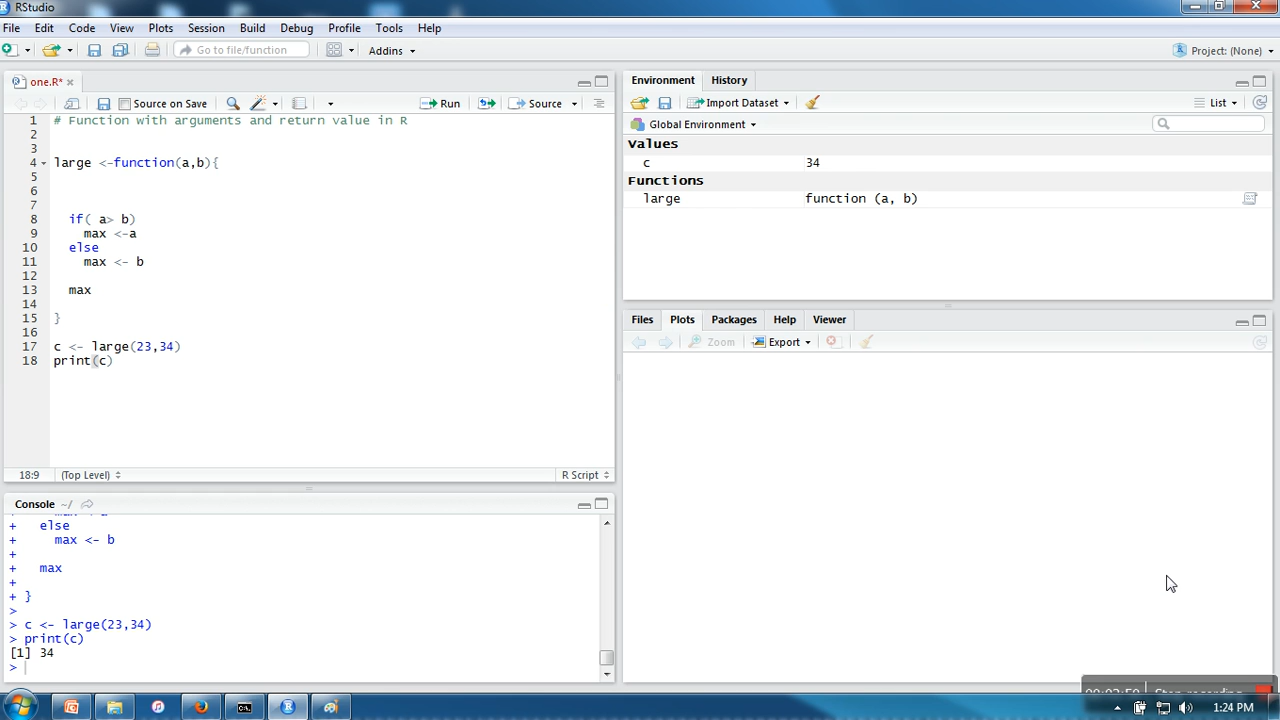 RStudio
File Edit Code View Plots Session Build Debug Profile Tools Help
Go to file/function Addins Project: (None)
one.R*
Source on Save Run Source
1 # Function with arguments and return value in R
2
3
4 large <-function(a,b){
5
6
7
8 if( a> b)
9 max <-a
10 else
11 max <- b
12
13 max
14
15 }
16
17 c <- large(23,34)
18 print(c)
18:9 (Top Level) R Script
Console ~/
+ else
+ max <- b
+
+ max
+
+ }
>
> c <- large(23,34)
> print(c)
[1] 34
>
Environment History
Import Dataset List
Global Environment
Values
c 34
Functions
large function (a, b)
Files Plots Packages Help Viewer
Zoom Export
1:24 PM